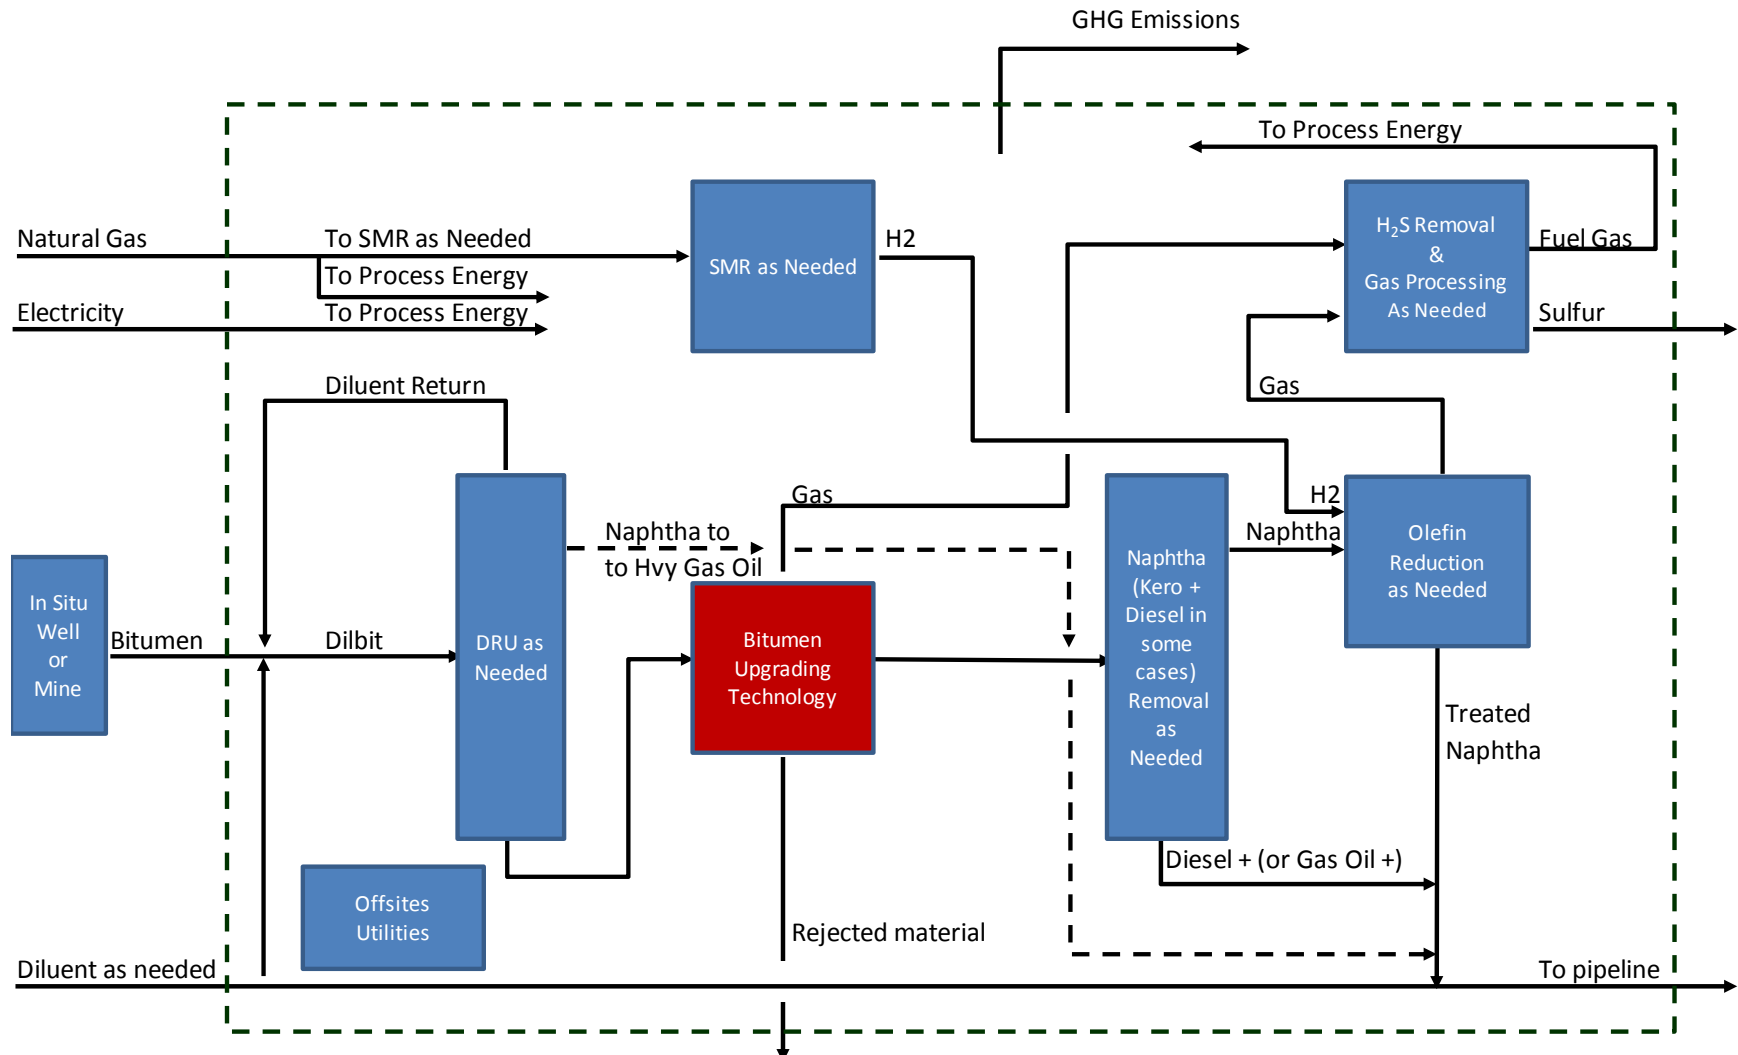 GHG Emissions
To Process Energy
Natural Gas
To SMR as Needed
To Process Energy
Electricity
To Process Energy
SMR as Needed
H2
H₂S Removal
&
Gas Processing
As Needed
Fuel Gas
Sulfur
Diluent Return
Gas
Gas
H2
Naphtha
Naphtha to
to Hvy Gas Oil
In Situ
Well
or
Mine
Bitumen
Dilbit
DRU as
Needed
Bitumen
Upgrading
Technology
Naphtha
(Kero +
Diesel in
some
cases)
Removal
as
Needed
Olefin
Reduction
as Needed
Treated
Naphtha
Diesel + (or Gas Oil +)
Offsites
Utilities
Rejected material
Diluent as needed
To pipeline